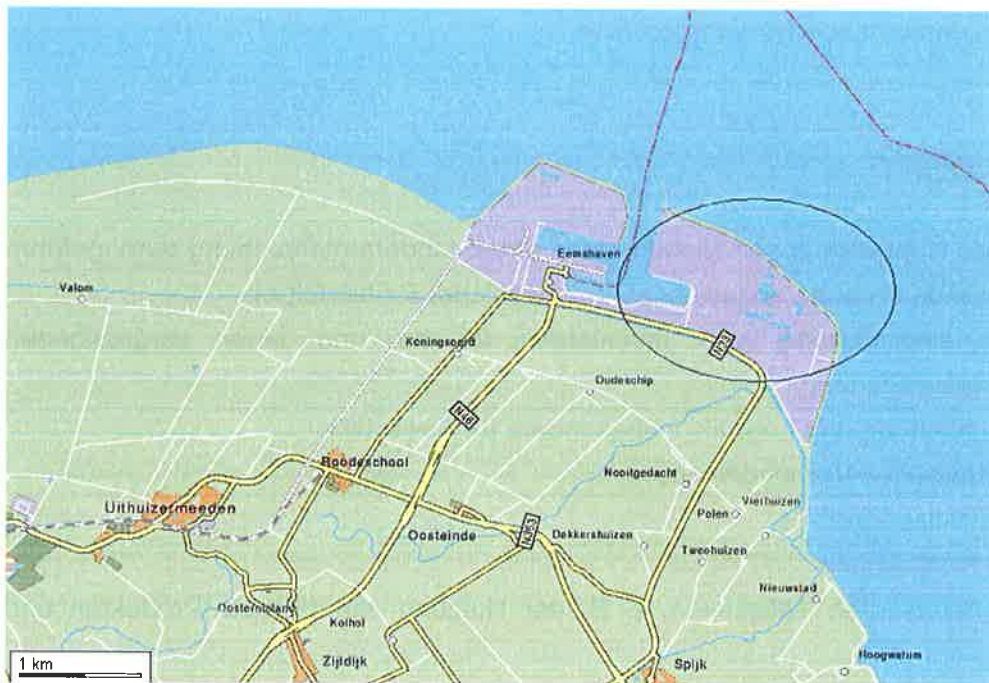 Eemshaven
Valom
Koningsoord
N33
Oudeschip
N46
Roodeschool
Nooitgedacht
Uithuizermeeden
Vierhuizen
Polen
Oosteinde
N363
Dekkershuizen
Tweehuizen
Nieuwstad
Oosternieland
Kolhol
Zijldijk
Spijk
Hoogwatum
1 km